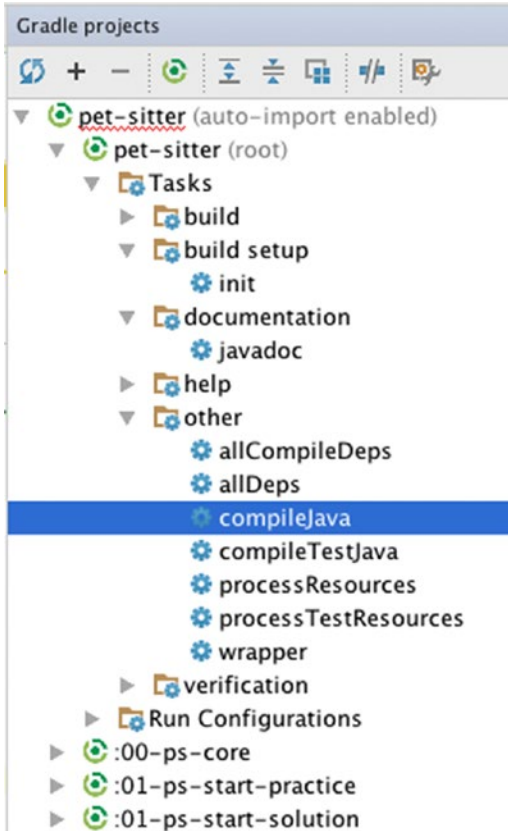 Gradle projects
pet-sitter (auto-import enabled)
pet-sitter (root)
Tasks
build
build setup
init
documentation
javadoc
help
other
allCompileDeps
allDeps
compileJava
compileTestJava
processResources
processTestResources
wrapper
verification
Run Configurations
:00-ps-core
:01-ps-start-practice
:01-ps-start-solution